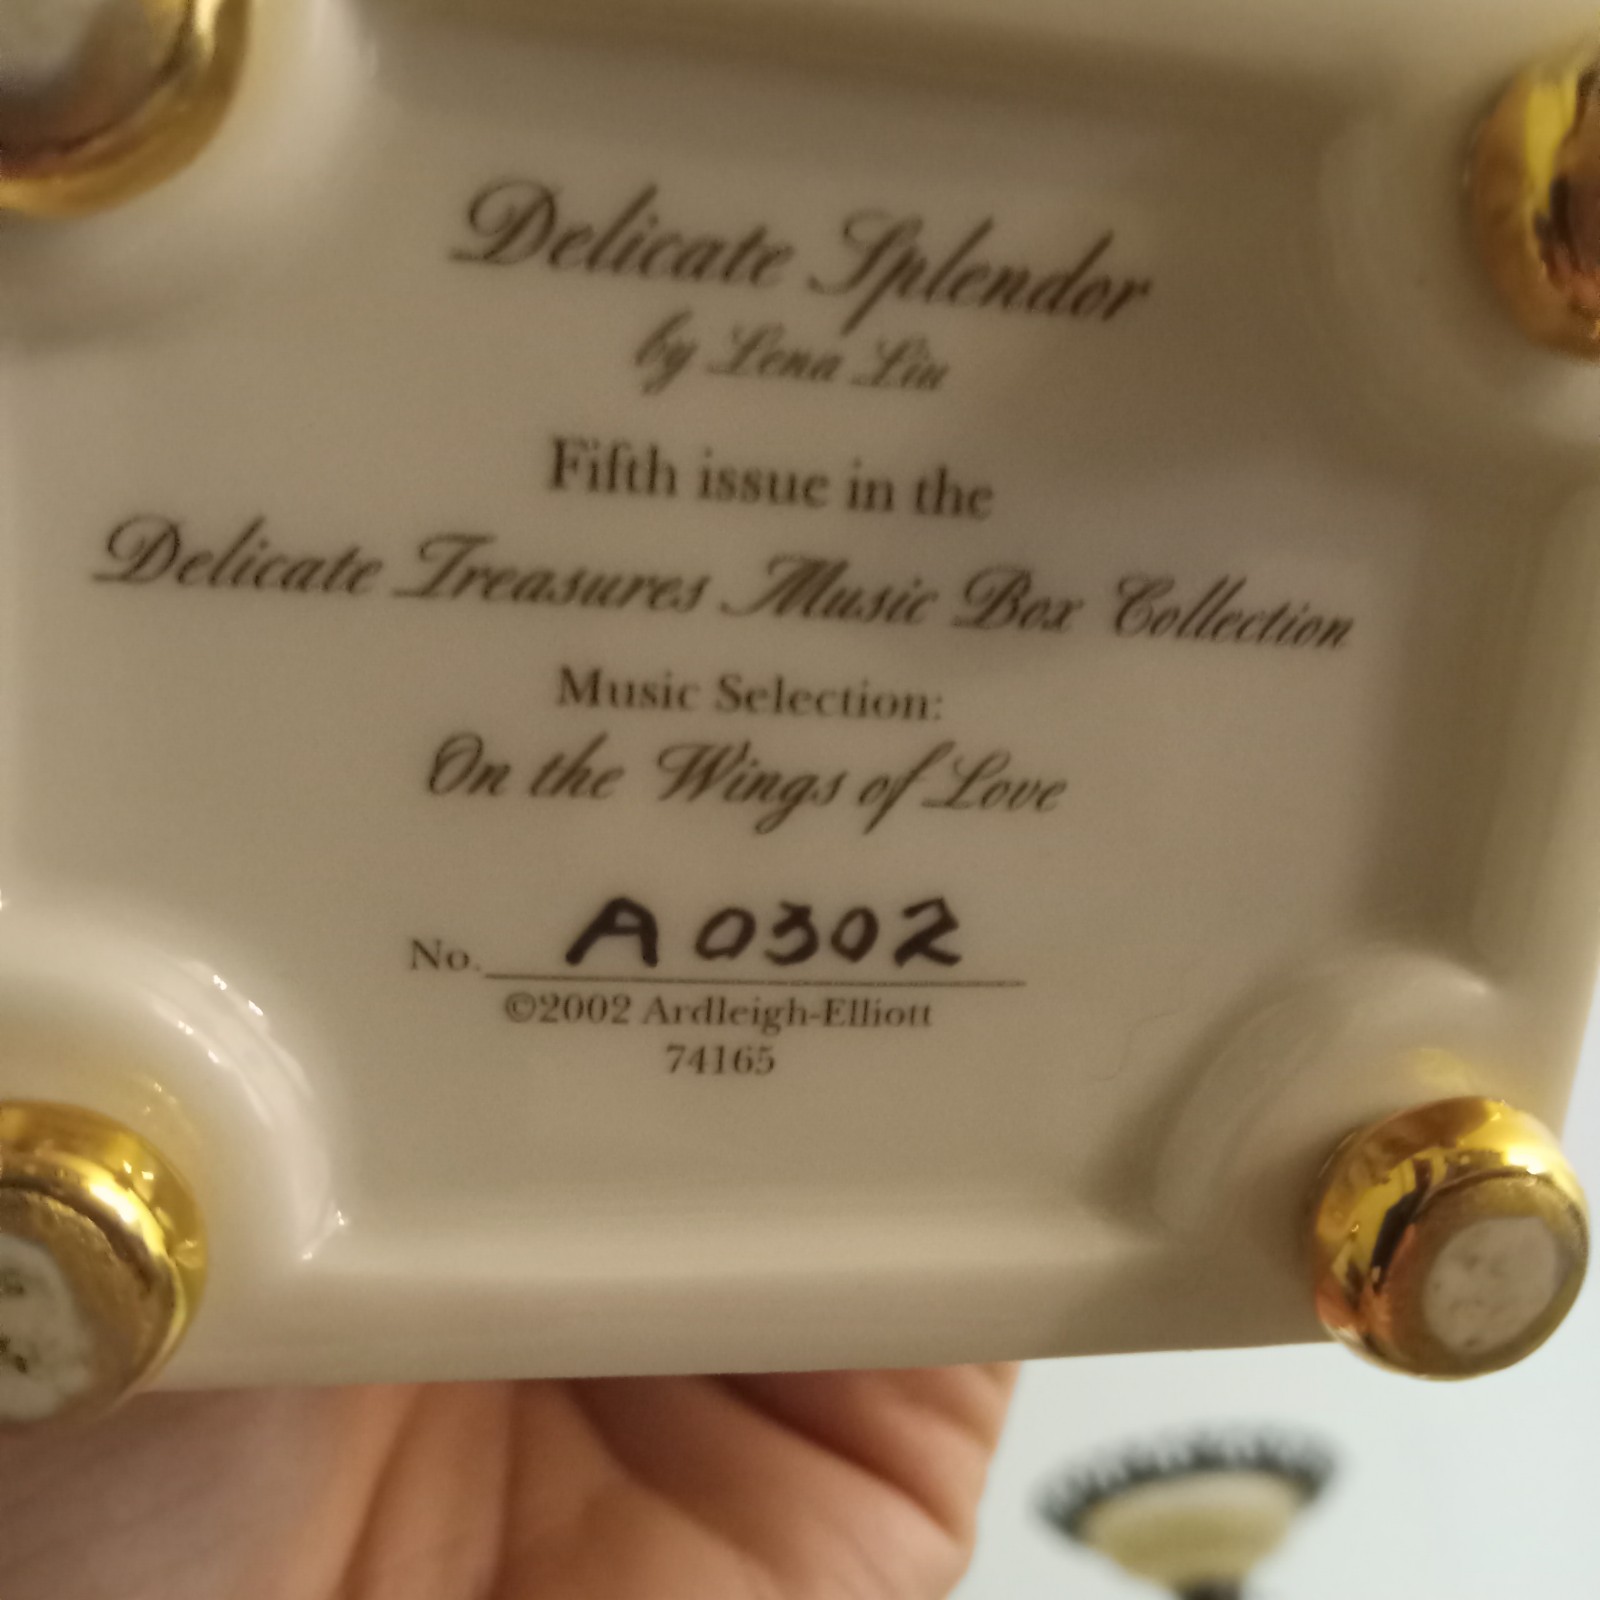 Delicate Splendor
by Lena Liu
Fifth issue in the
Delicate Treasures Music Box Collection
Music Selection:
On the Wings of Love
No. A0302
©2002 Ardleigh-Elliott
74165